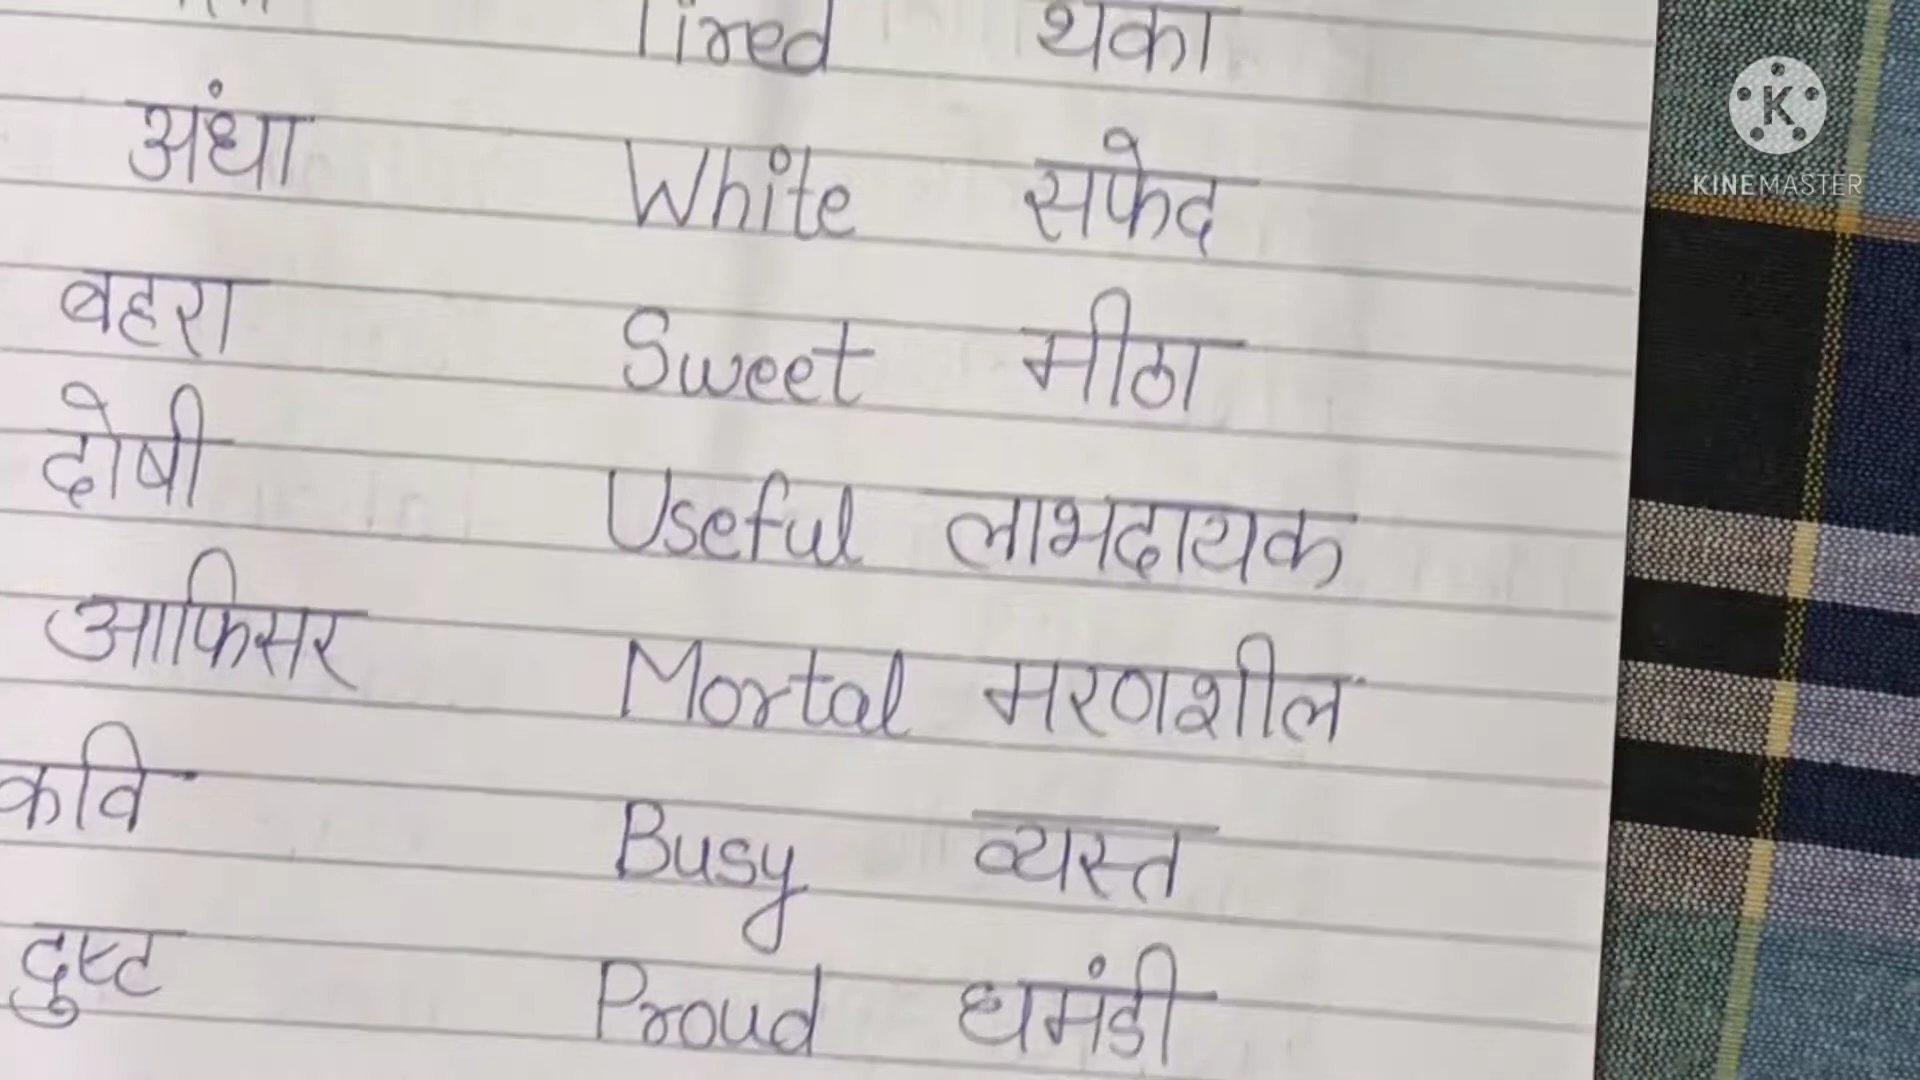 Tired थका
अंधा White सफेद
बहरा Sweet मीठा
दोषी Useful लाभदायक
आफिसर Mortal मरणशील
कवि Busy व्यस्त
दुष्ट Proud घमंडी
K
KINEMASTER